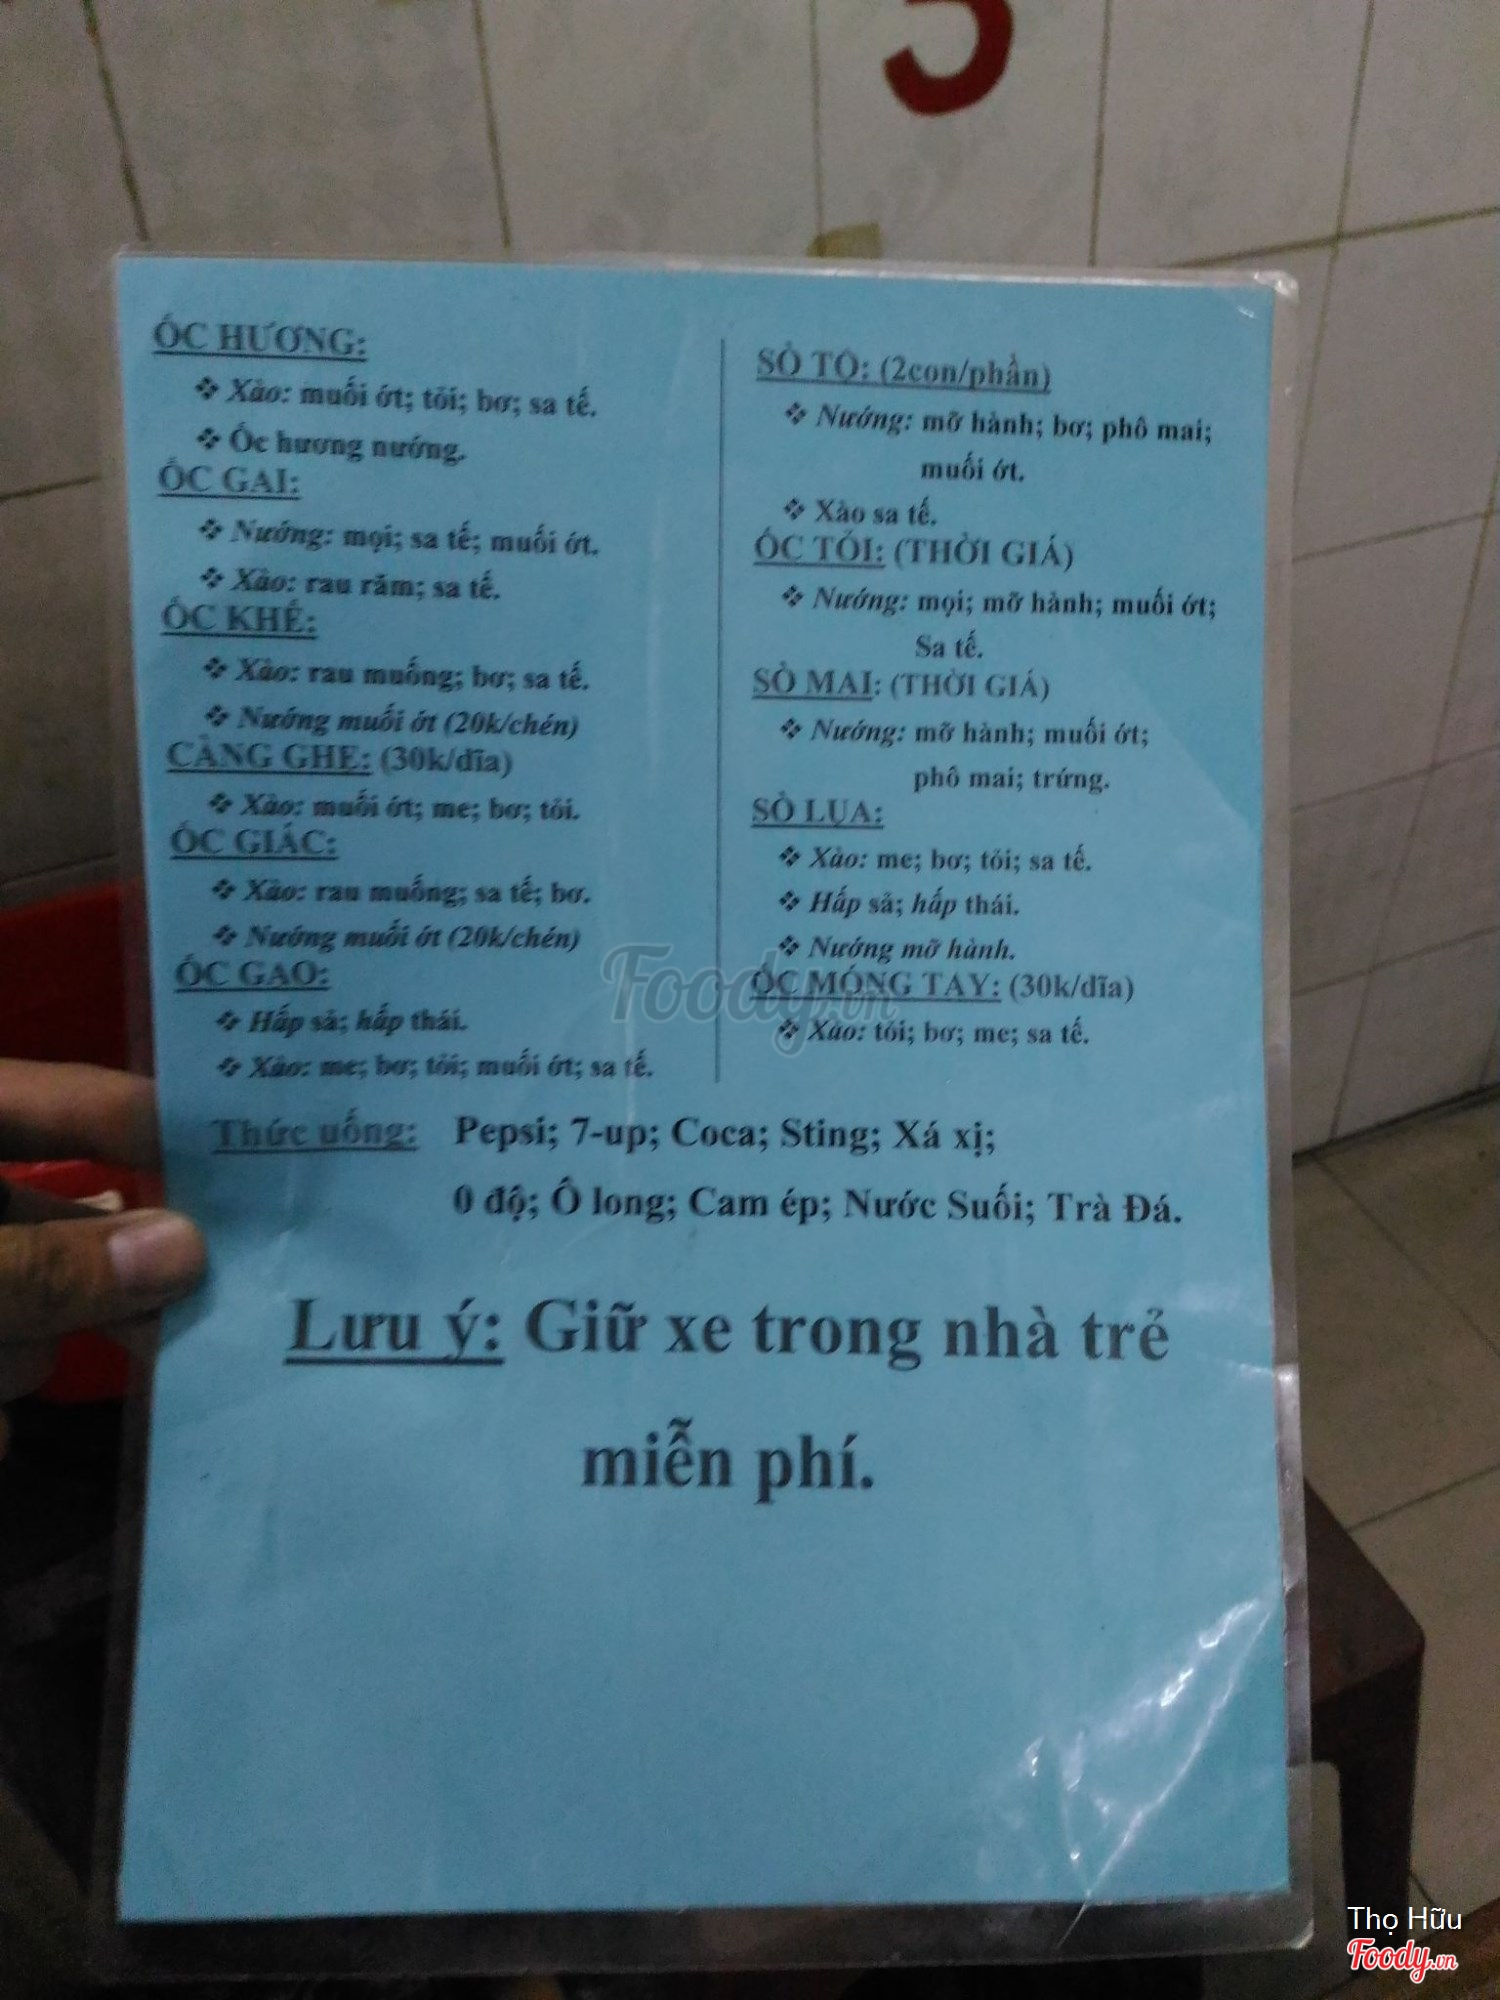 5
ỐC HƯƠNG:
❖ Xào: muối ớt; tỏi; bơ; sa tế.
❖ Ốc hương nướng.
ỐC GAI:
❖ Nướng: mọi; sa tế; muối ớt.
❖ Xào: rau răm; sa tế.
ỐC KHẾ:
❖ Xào: rau muống; bơ; sa tế.
❖ Nướng muối ớt (20k/chén)
CÀNG GHẸ: (30k/dĩa)
❖ Xào: muối ớt; me; bơ; tỏi.
ỐC GIÁC:
❖ Xào: rau muống; sa tế; bơ.
❖ Nướng muối ớt (20k/chén)
ỐC GẠO:
❖ Hấp sả; hấp thái.
❖ Xào: me; bơ; tỏi; muối ớt; sa tế.
SÒ TỘ: (2con/phần)
❖ Nướng: mỡ hành; bơ; phô mai;
muối ớt.
❖ Xào sa tế.
ỐC TỎI: (THỜI GIÁ)
❖ Nướng: mọi; mỡ hành; muối ớt;
Sa tế.
SÒ MAI: (THỜI GIÁ)
❖ Nướng: mỡ hành; muối ớt;
phô mai; trứng.
SÒ LỤA:
❖ Xào: me; bơ; tỏi; sa tế.
❖ Hấp sả; hấp thái.
❖ Nướng mỡ hành.
ỐC MÓNG TAY: (30k/dĩa)
❖ Xào: tỏi; bơ; me; sa tế.
Thức uống: Pepsi; 7-up; Coca; Sting; Xá xị;
0 độ; Ô long; Cam ép; Nước Suối; Trà Đá.
Lưu ý: Giữ xe trong nhà trẻ
miễn phí.
Foody.vn
Thọ Hữu
Foody.vn